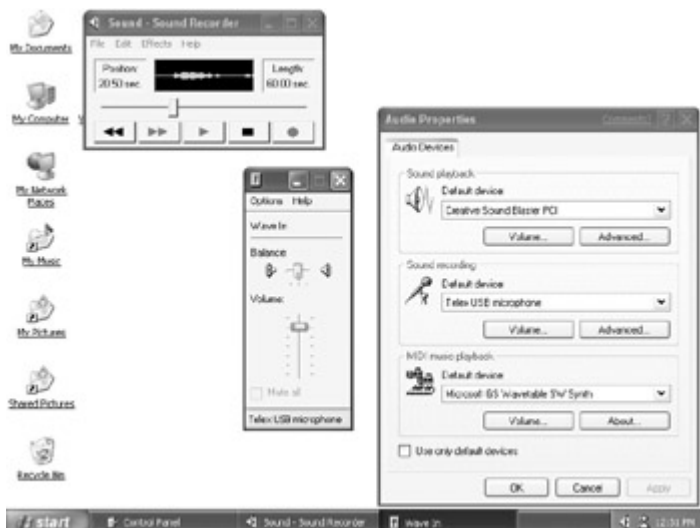 My Documents
My Computer
My Network
Places
My Music
My Pictures
Shared Pictures
Recycle Bin
Sound - Sound Recorder
File Edit Effects Help
Position:
20.50 sec.
Length:
60.00 sec.
Options Help
Wave In
Balance
Volume:
Mute all
Telex USB microphone
Audio Properties
Comments?
Audio Devices
Sound playback
Default device
Creative Sound Blaster PCI
Volume... Advanced...
Sound recording
Default device
Telex USB microphone
Volume... Advanced...
MIDI music playback
Default device
Microsoft GS Wavetable SW Synth
Volume... About...
Use only default devices
OK Cancel Apply
start Control Panel Sound - Sound Recorder Wave In